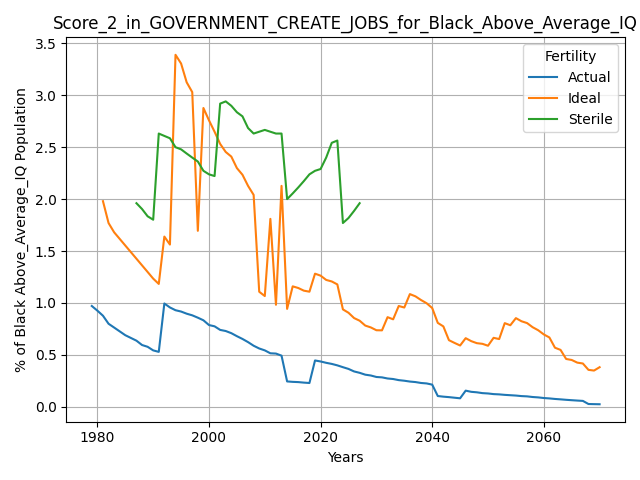 Score_2_in_GOVERNMENT_CREATE_JOBS_for_Black_Above_Average_IQ
% of Black Above_Average_IQ Population
3.5
3.0
2.5
2.0
1.5
1.0
0.5
0.0
Fertility
Actual
Ideal
Sterile
1980
2000
2020
2040
2060
Years